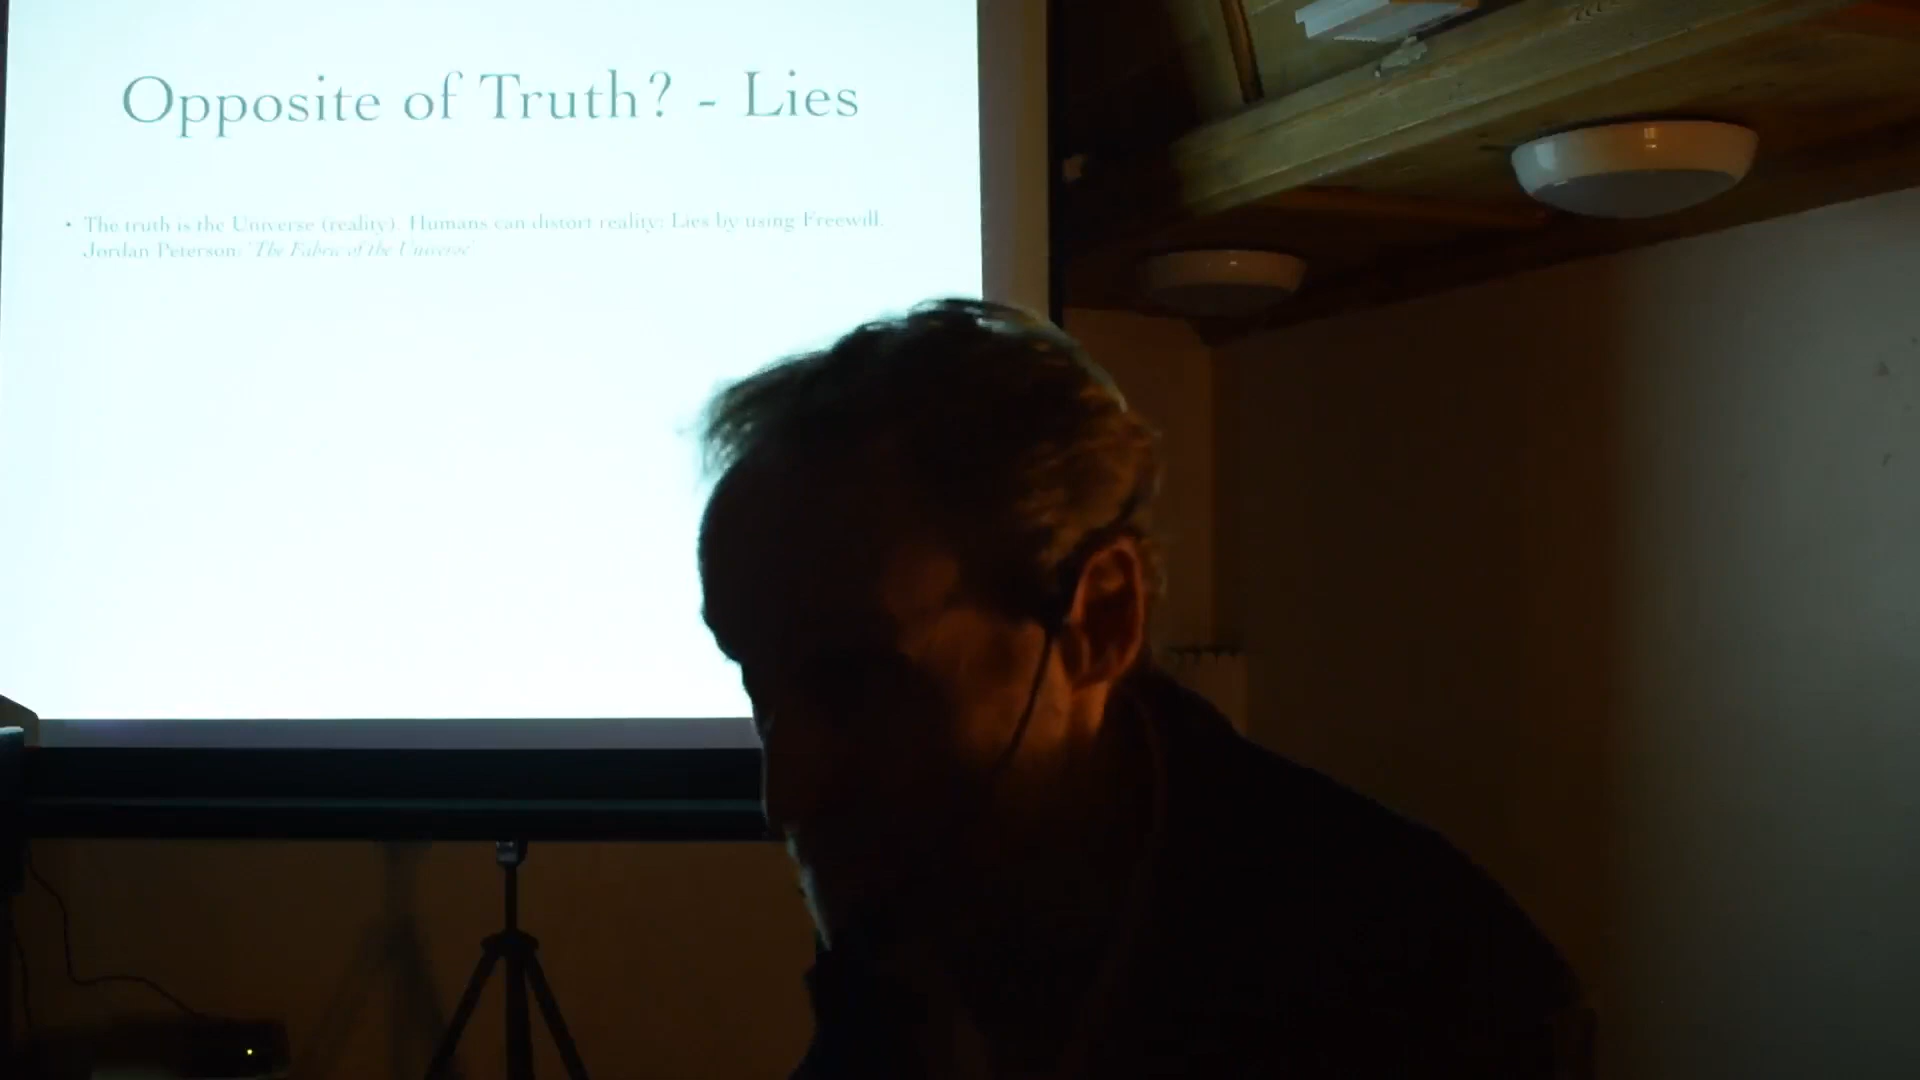 Opposite of Truth? - Lies
• The truth is the Universe (reality). Humans can distort reality: Lies by using Freewill.
Jordan Peterson: 'The Fabric of the Universe'